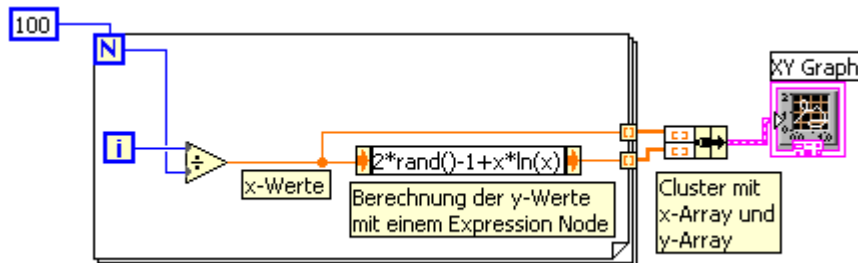 100
N
XY Graph
i
÷
2*rand()-1+x*ln(x)
x-Werte
Berechnung der y-Werte
mit einem Expression Node
Cluster mit
x-Array und
y-Array